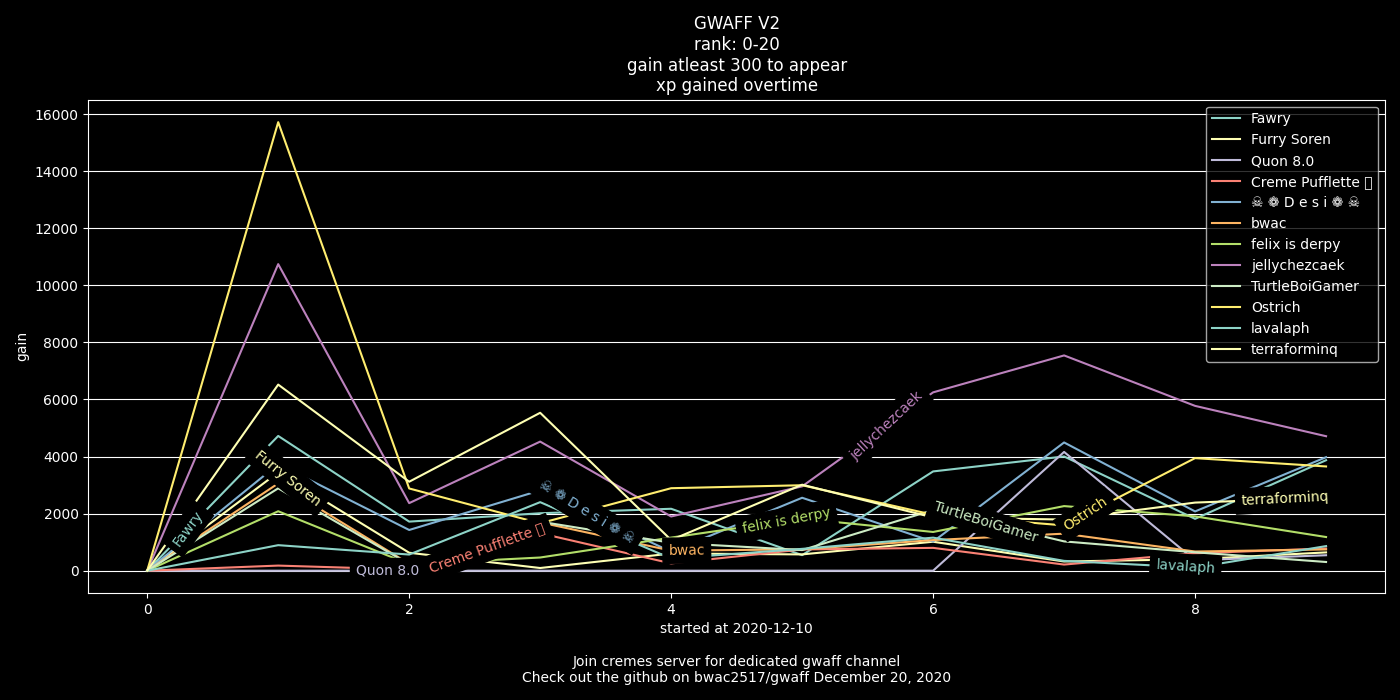 GWAFF V2
rank: 0-20
gain atleast 300 to appear
xp gained overtime
16000
14000
12000
10000
8000
6000
4000
2000
0
gain
Fawry
Furry Soren
Quon 8.0
Creme Pufflette ▯
☠ ❁ D e s i ❁ ☠
bwac
felix is derpy
jellychezcaek
TurtleBoiGamer
Ostrich
lavalaph
terraforminq
Fawry
Furry Soren
Quon 8.0
Creme Pufflette ▯
☠ ❁ D e s i ❁ ☠
bwac
felix is derpy
jellychezcaek
TurtleBoiGamer
Ostrich
lavalaph
terraforminq
0
2
4
6
8
started at 2020-12-10
Join cremes server for dedicated gwaff channel
Check out the github on bwac2517/gwaff December 20, 2020